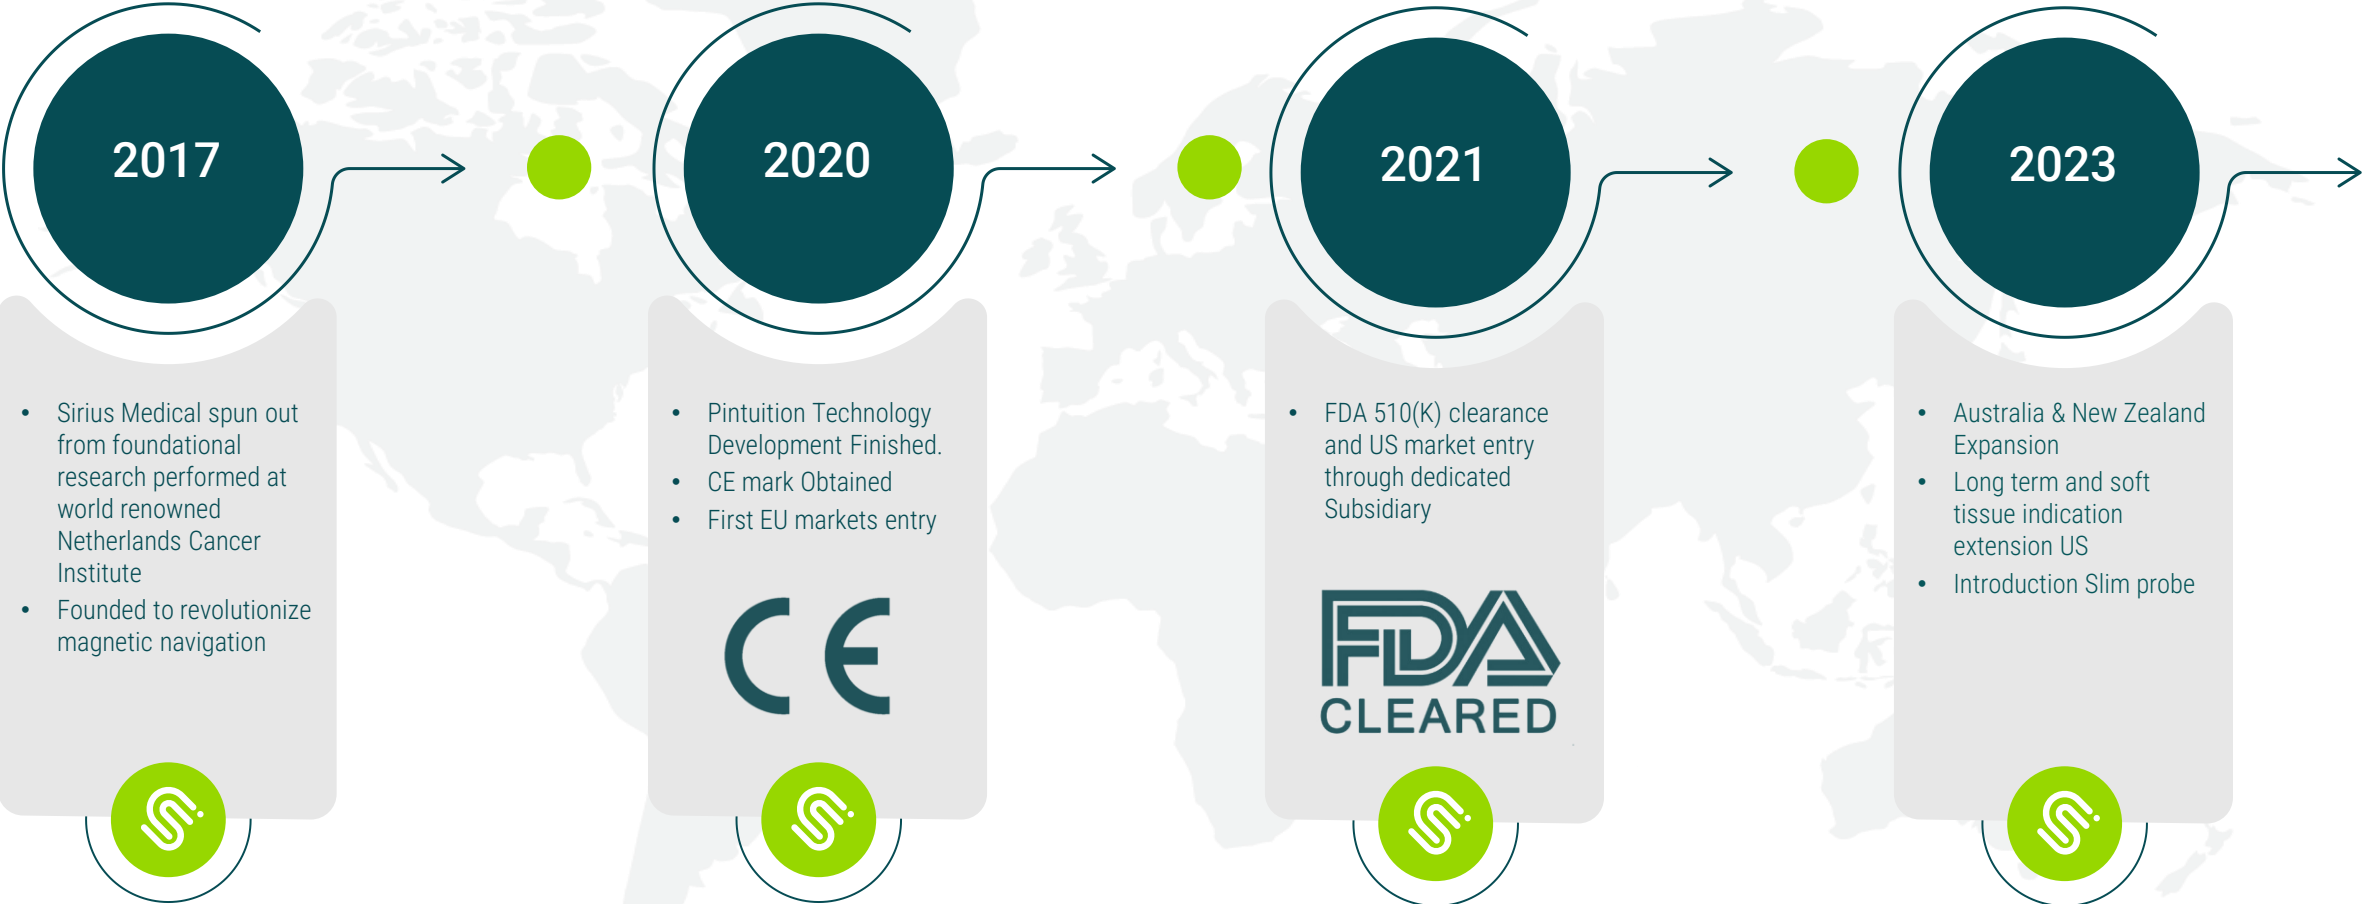 2017
• Sirius Medical spun out
from foundational
research performed at
world renowned
Netherlands Cancer
Institute
• Founded to revolutionize
magnetic navigation
2020
• Pintuition Technology
Development Finished.
• CE mark Obtained
• First EU markets entry
CE
2021
• FDA 510(K) clearance
and US market entry
through dedicated
Subsidiary
FDA
CLEARED
2023
• Australia & New Zealand
Expansion
• Long term and soft
tissue indication
extension US
• Introduction Slim probe